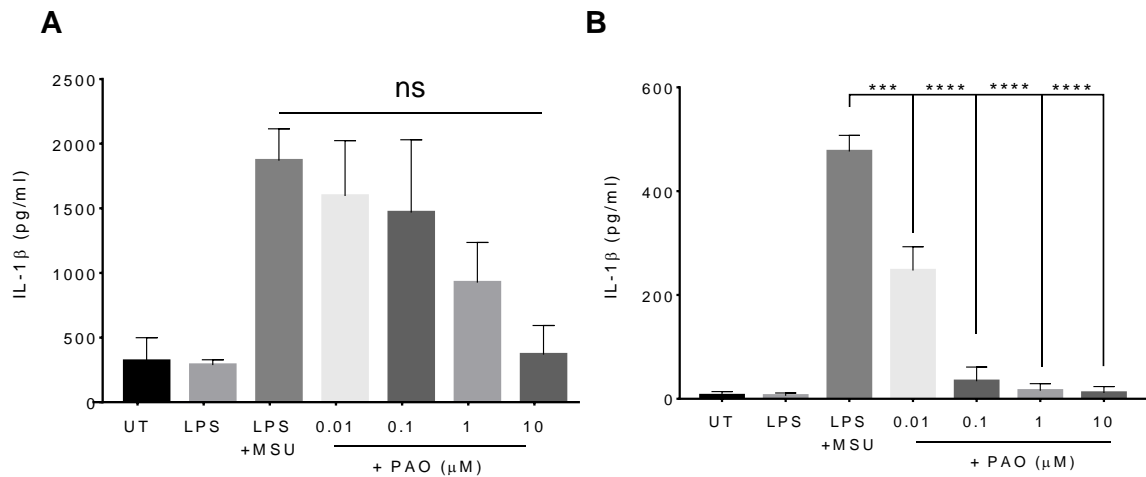 A
2500
2000
1500
1000
500
0
IL-1β (pg/ml)
ns
UT
LPS
LPS
+MSU
0.01
0.1
1
10
+ PAO (μM)
B
600
400
200
0
IL-1β (pg/ml)
*** **** **** ****
UT
LPS
LPS
+MSU
0.01
0.1
1
10
+ PAO (μM)